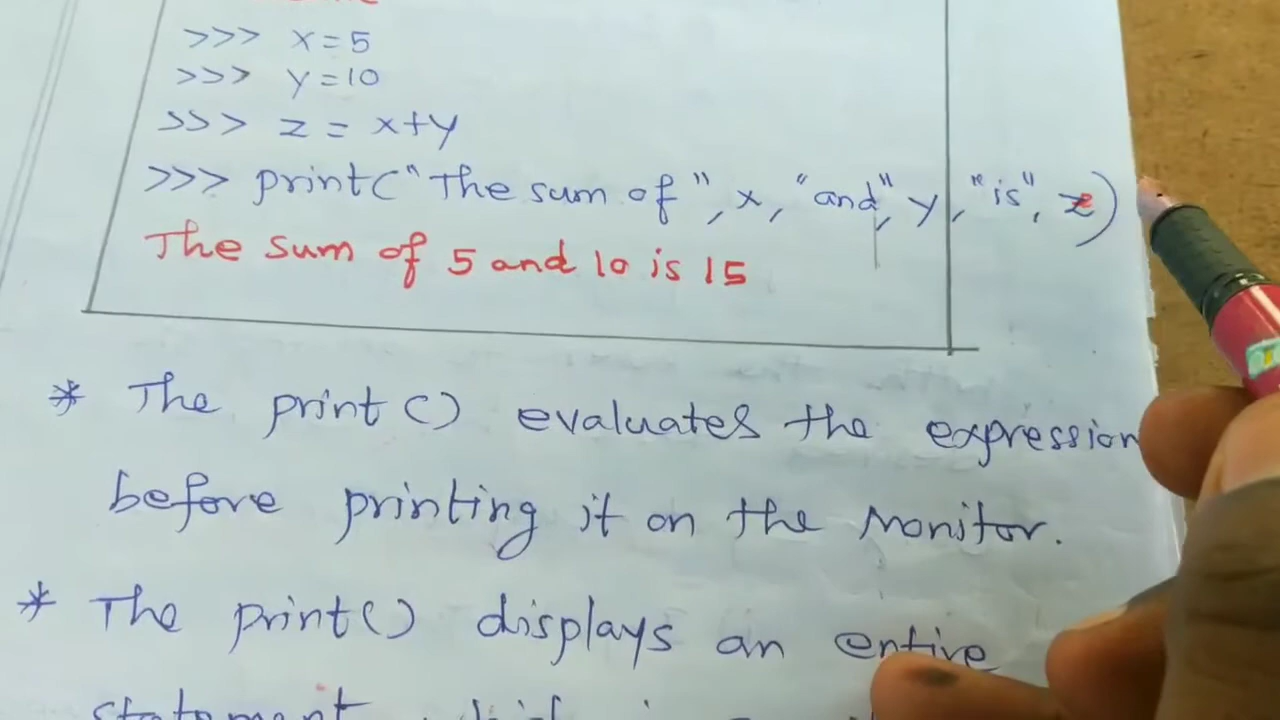 >>> x=5
>>> y=10
>>> z = x+y
>>> print("The sum of", x, "and", y, "is", z)
The sum of 5 and 10 is 15
* The print() evaluates the expression
before printing it on the Monitor.
* The print() displays an entire
statement